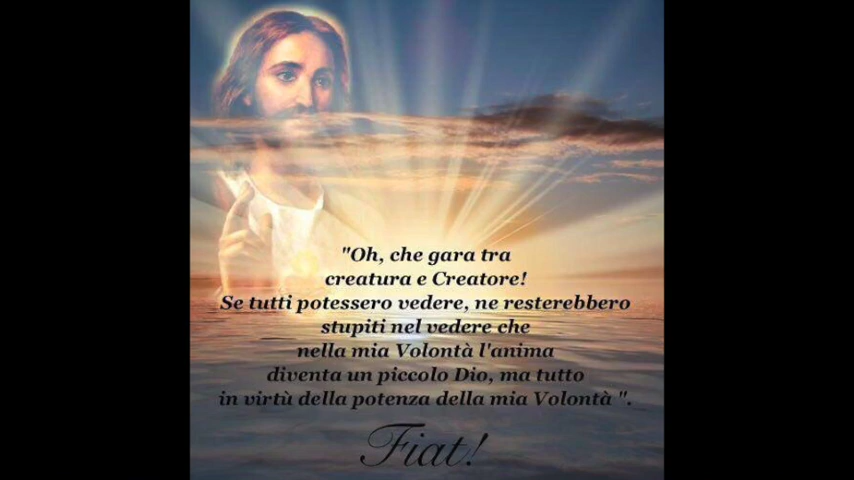 "Oh, che gara tra
creatura e Creatore!
Se tutti potessero vedere, ne resterebbero
stupiti nel vedere che
nella mia Volontà l'anima
diventa un piccolo Dio, ma tutto
in virtù della potenza della mia Volontà ".
Fiat!